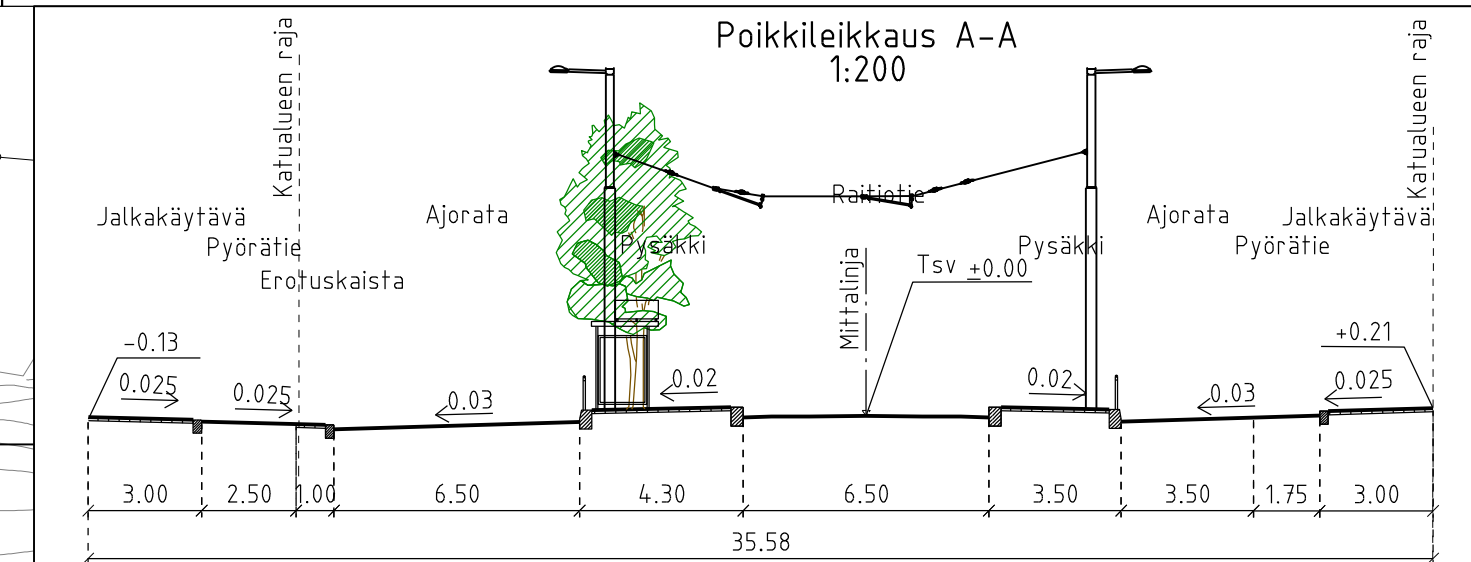 Poikkileikkaus A-A
1:200
Katualueen raja
Katualueen raja
Jalkakäytävä
Pyörätie
Erotuskaista
Ajorata
Pysäkki
Raitiotie
Mittalinja
Tsv ±0.00
Pysäkki
Ajorata
Pyörätie
Jalkakäytävä
-0.13
0.025
0.025
0.03
0.02
0.02
0.03
0.025
+0.21
3.00
2.50
1.00
6.50
4.30
6.50
3.50
3.50
1.75
3.00
35.58